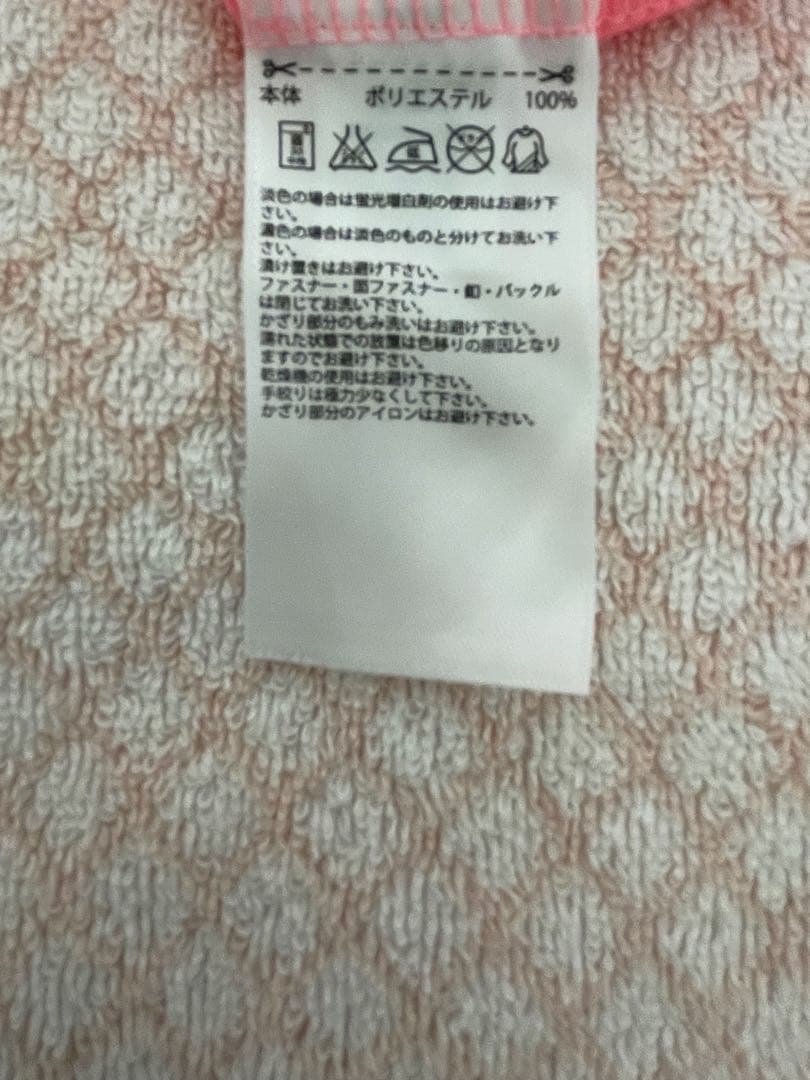 本体 ポリエステル 100%
淡色の場合は蛍光増白剤の使用はお避け下
さい。
濃色の場合は淡色のものと分けてお洗い下
さい。
漬け置きはお避け下さい。
ファスナー・面ファスナー・釦・バックル
は閉じてお洗い下さい。
かざり部分のもみ洗いはお避け下さい。
濡れた状態での放置は色移りの原因となり
ますのでお避け下さい。
乾燥機の使用はお避け下さい。
手絞りは極力少なくして下さい。
かざり部分のアイロンはお避け下さい。